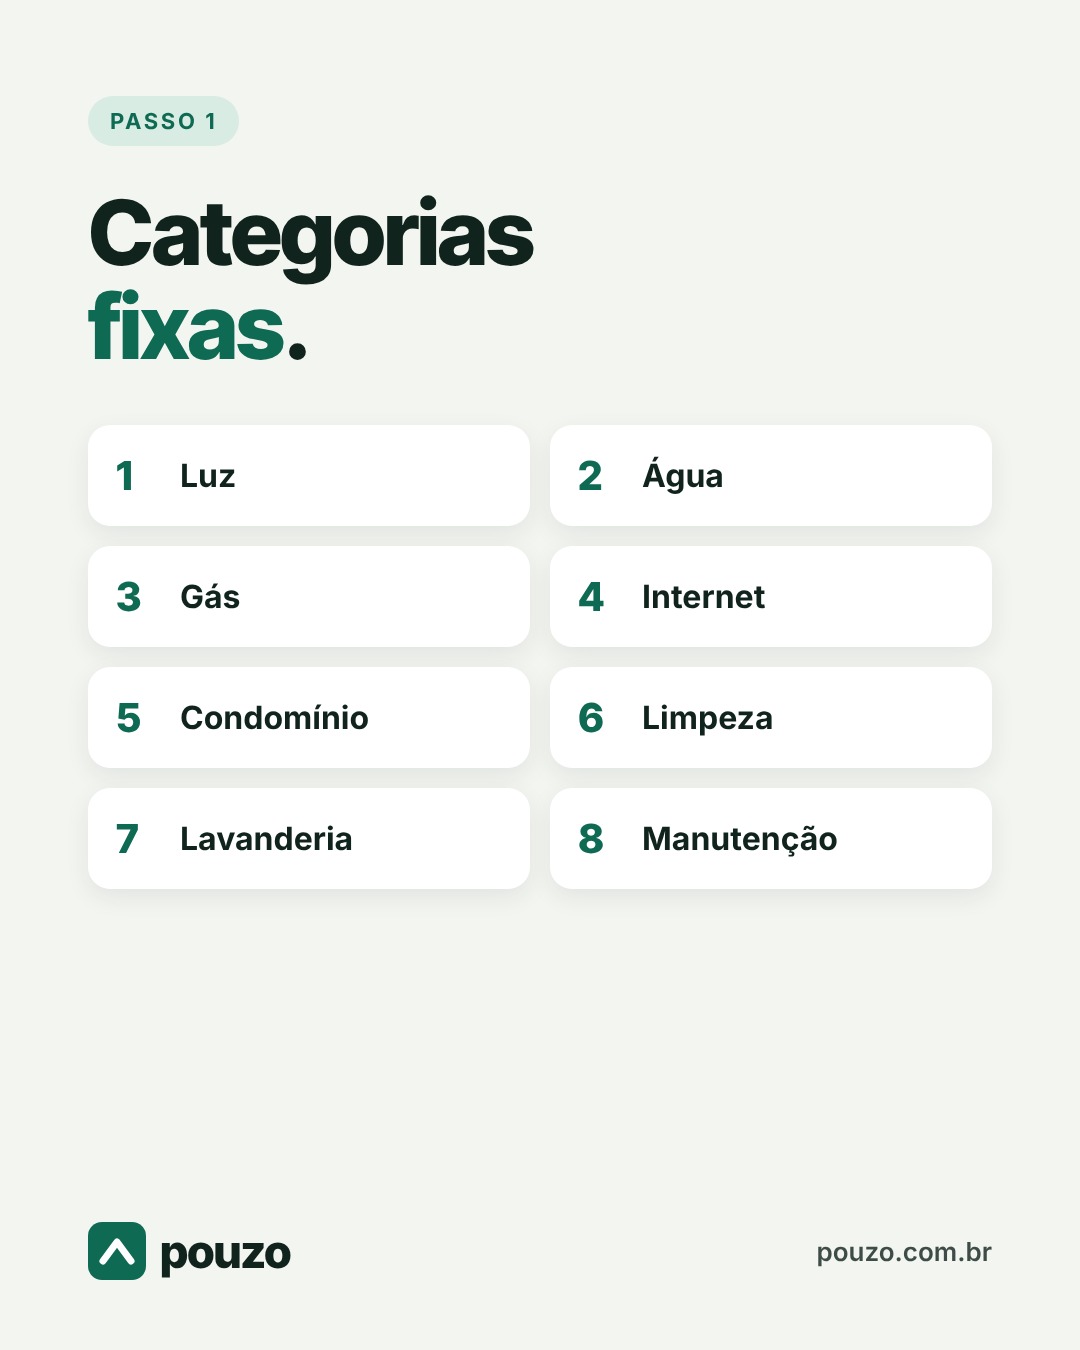 PASSO 1
Categorias
fixas.
1 Luz
2 Água
3 Gás
4 Internet
5 Condomínio
6 Limpeza
7 Lavanderia
8 Manutenção
pouzo
pouzo.com.br